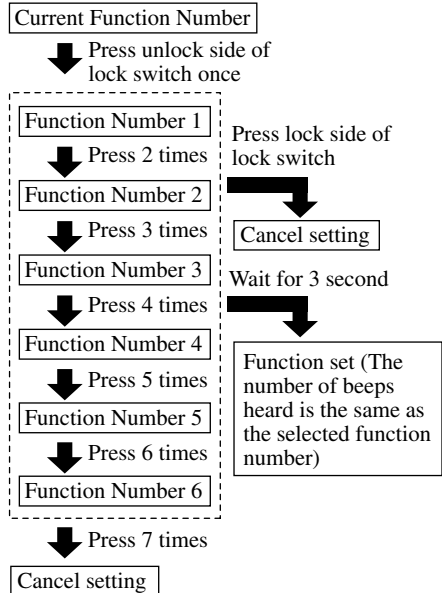 Current Function Number
Press unlock side of
lock switch once
Function Number 1
Press 2 times
Function Number 2
Press 3 times
Function Number 3
Press 4 times
Function Number 4
Press 5 times
Function Number 5
Press 6 times
Function Number 6
Press 7 times
Cancel setting
Press lock side of
lock switch
Cancel setting
Wait for 3 second
Function set (The
number of beeps
heard is the same as
the selected function
number)